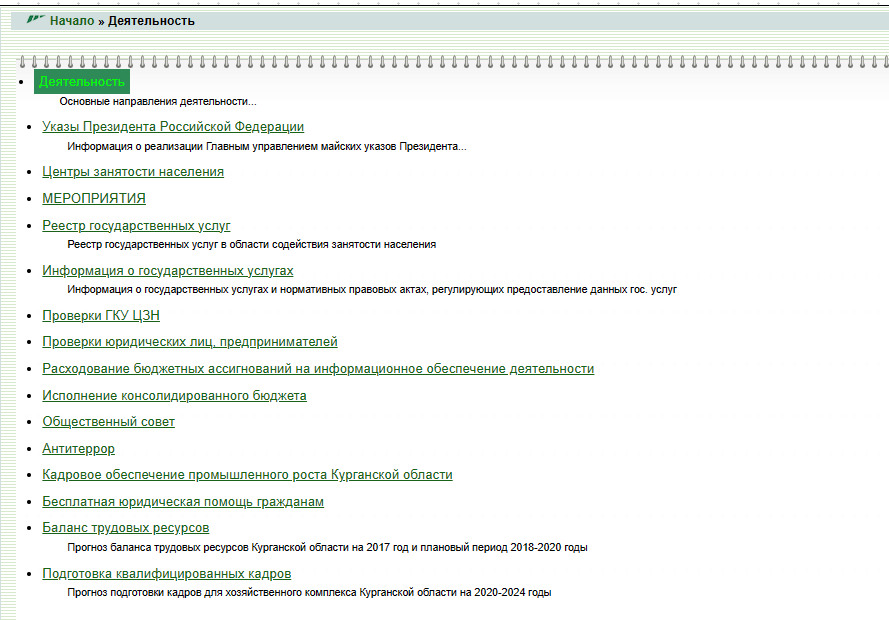 Начало » Деятельность
Деятельность
Основные направления деятельности...
Указы Президента Российской Федерации
Информация о реализации Главным управлением майских указов Президента...
Центры занятости населения
МЕРОПРИЯТИЯ
Реестр государственных услуг
Реестр государственных услуг в области содействия занятости населения
Информация о государственных услугах
Информация о государственных услугах и нормативных правовых актах, регулирующих предоставление данных гос. услуг
Проверки ГКУ ЦЗН
Проверки юридических лиц, предпринимателей
Расходование бюджетных ассигнований на информационное обеспечение деятельности
Исполнение консолидированного бюджета
Общественный совет
Антитеррор
Кадровое обеспечение промышленного роста Курганской области
Бесплатная юридическая помощь гражданам
Баланс трудовых ресурсов
Прогноз баланса трудовых ресурсов Курганской области на 2017 год и плановый период 2018-2020 годы
Подготовка квалифицированных кадров
Прогноз подготовки кадров для хозяйственного комплекса Курганской области на 2020-2024 годы